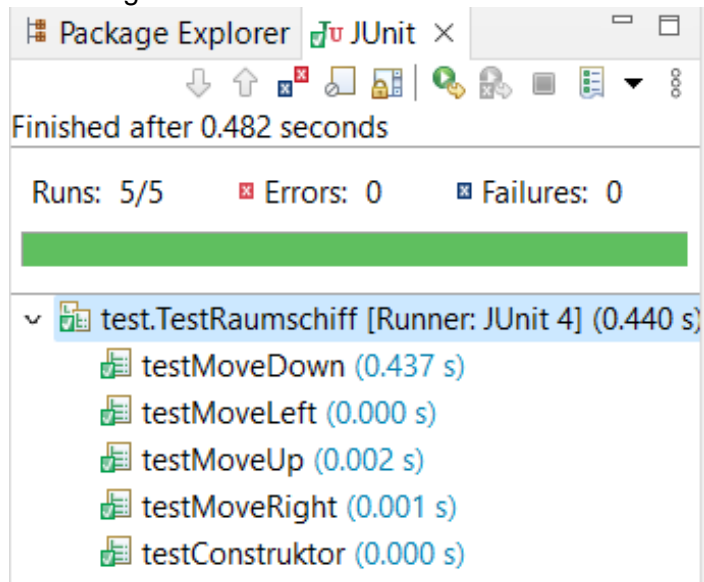 Package Explorer JUnit
Finished after 0.482 seconds
Runs: 5/5 Errors: 0 Failures: 0
test.TestRaumschiff [Runner: JUnit 4] (0.440 s)
testMoveDown (0.437 s)
testMoveLeft (0.000 s)
testMoveUp (0.002 s)
testMoveRight (0.001 s)
testConstruktor (0.000 s)